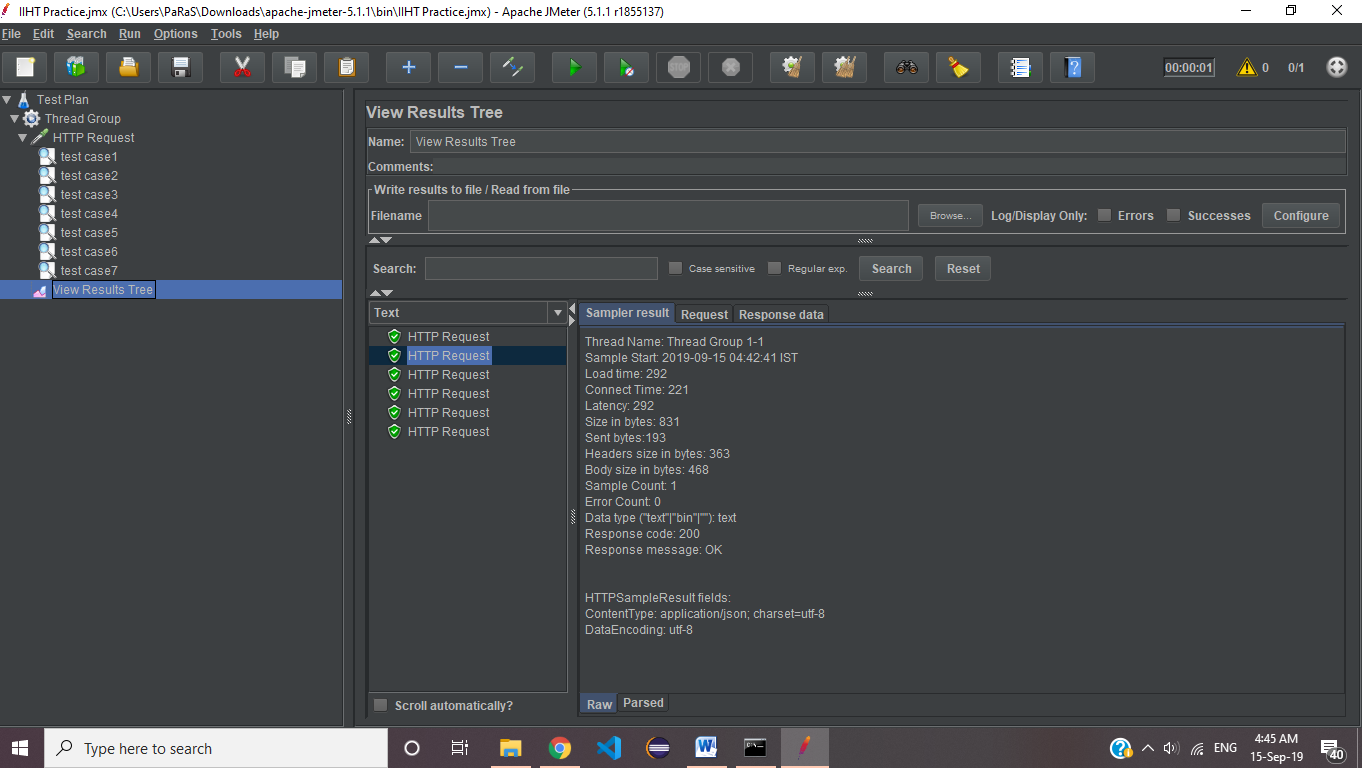 IIHT Practice.jmx (C:\Users\PaRaS\Downloads\apache-jmeter-5.1.1\bin\IIHT Practice.jmx) - Apache JMeter (5.1.1 r1855137)
File Edit Search Run Options Tools Help
STOP 00:00:01 0 0/1
Test Plan
Thread Group
HTTP Request
test case1
test case2
test case3
test case4
test case5
test case6
test case7
View Results Tree
View Results Tree
Name: View Results Tree
Comments:
Write results to file / Read from file
Filename Browse... Log/Display Only: Errors Successes Configure
Search: Case sensitive Regular exp. Search Reset
Text
HTTP Request
HTTP Request
HTTP Request
HTTP Request
HTTP Request
HTTP Request
Scroll automatically?
Sampler result Request Response data
Thread Name: Thread Group 1-1
Sample Start: 2019-09-15 04:42:41 IST
Load time: 292
Connect Time: 221
Latency: 292
Size in bytes: 831
Sent bytes:193
Headers size in bytes: 363
Body size in bytes: 468
Sample Count: 1
Error Count: 0
Data type ("text"|"bin"|""): text
Response code: 200
Response message: OK
HTTPSampleResult fields:
ContentType: application/json; charset=utf-8
DataEncoding: utf-8
Raw Parsed
Type here to search
ENG
4:45 AM
15-Sep-19
40